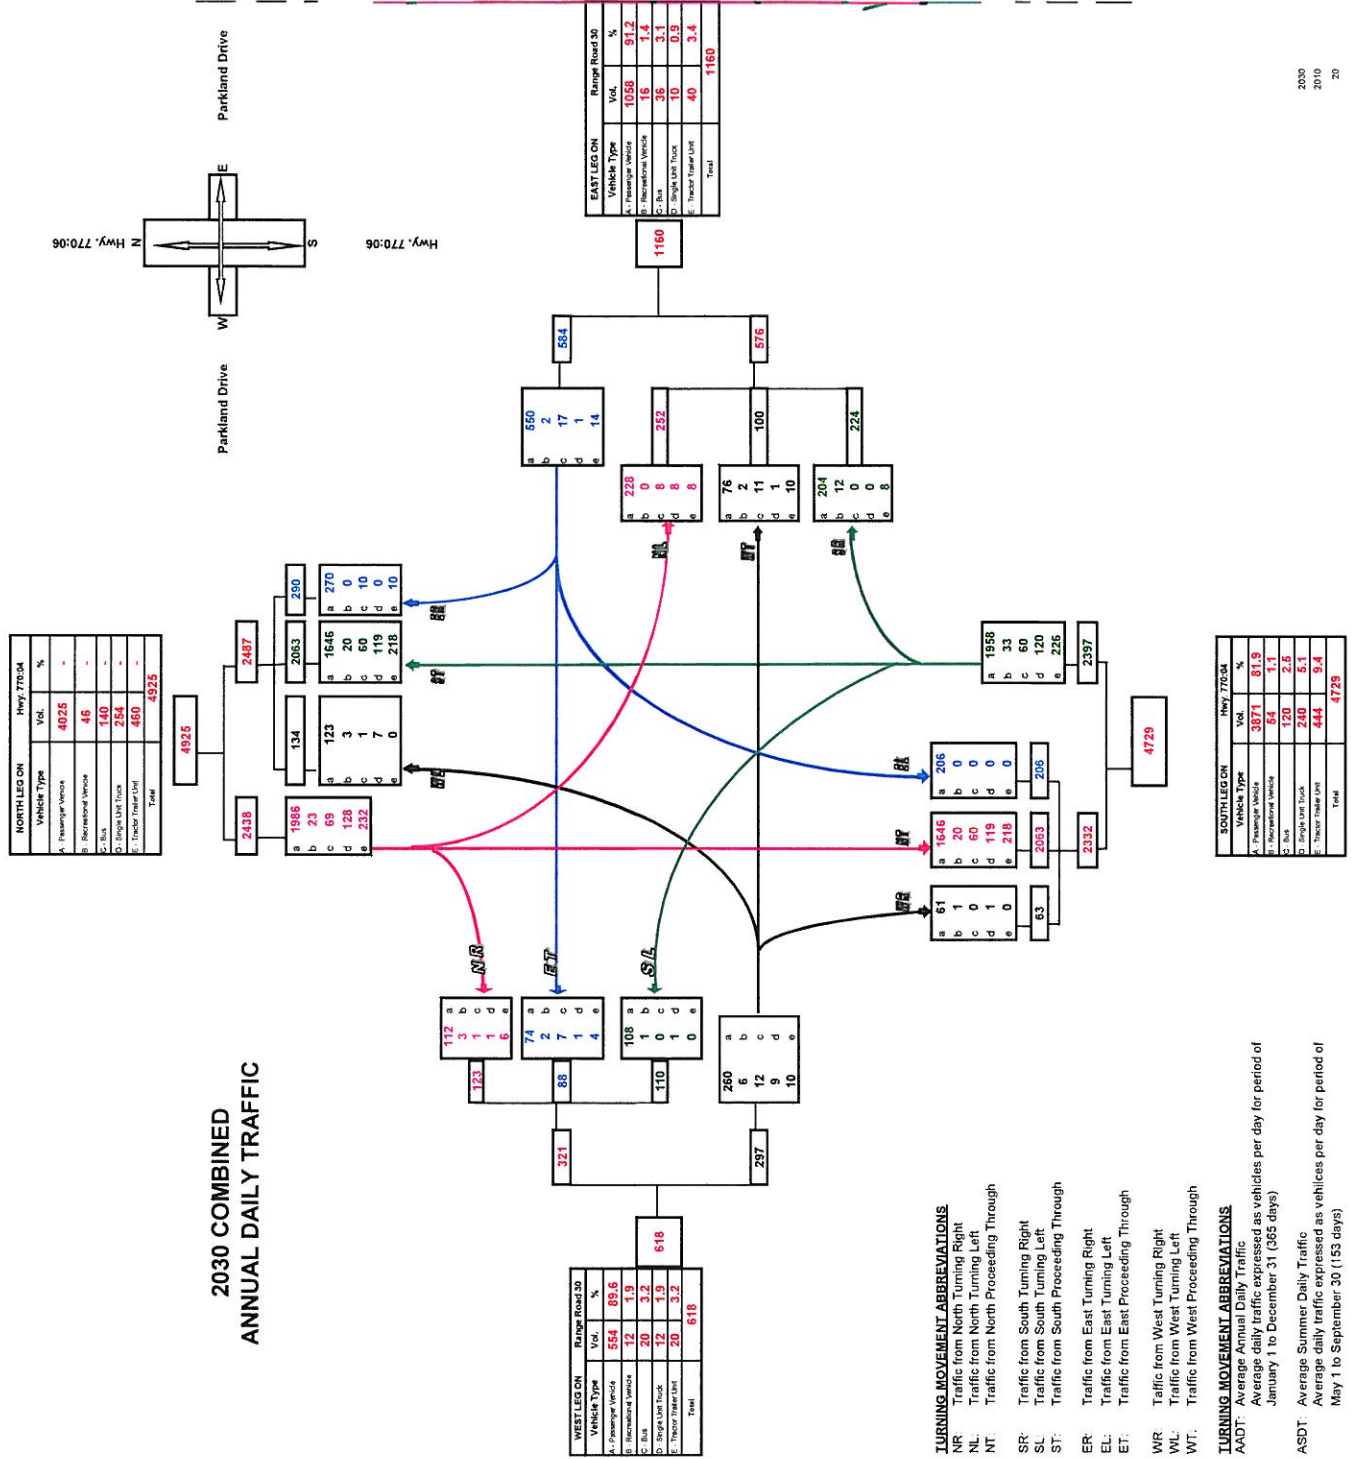 2030 COMBINED
ANNUAL DAILY TRAFFIC
Parkland Drive
Parkland Drive
Hwy. 770:06
Hwy. 770:06
N
E
S
W
NORTH LEG ON Hwy. 770:04
Vehicle Type Vol. %
A - Passenger Vehicle 4025 -
B - Recreational Vehicle 46 -
C - Bus 140 -
D - Single Unit Truck 254 -
E - Tractor Trailer Unit 460 -
Total 4925
4925
2438
2487
134
2063
290
a 1986
b 23
c 69
d 128
e 232
a 123
b 3
c 1
d 7
e 0
a 1646
b 20
c 60
d 119
e 218
a 270
b 0
c 10
d 0
e 10
WL
ST
ER
EAST LEG ON Range Road 30
Vehicle Type Vol. %
A - Passenger Vehicle 1058 91.2
B - Recreational Vehicle 16 1.4
C - Bus 36 3.1
D - Single Unit Truck 10 0.9
E - Tractor Trailer Unit 40 3.4
Total 1160
1160
584
576
a 550
b 2
c 17
d 1
e 14
252
100
224
a 228
b 0
c 8
d 8
e 8
a 76
b 2
c 11
d 1
e 10
a 204
b 12
c 0
d 0
e 8
NL
WT
SR
WEST LEG ON Range Road 30
Vehicle Type Vol. %
A - Passenger Vehicle 554 89.6
B - Recreational Vehicle 12 1.9
C - Bus 20 3.2
D - Single Unit Truck 12 1.9
E - Tractor Trailer Unit 20 3.2
Total 618
618
321
297
123
88
110
112 a
3 b
1 c
1 d
6 e
74 a
2 b
7 c
1 d
4 e
108 a
1 b
0 c
1 d
0 e
260 a
6 b
12 c
9 d
10 e
NR
ET
SL
WR
NT
EL
a 61
b 1
c 0
d 1
e 0
a 1646
b 20
c 60
d 119
e 218
a 206
b 0
c 0
d 0
e 0
a 1958
b 33
c 60
d 120
e 226
63
2063
206
2332
2397
4729
SOUTH LEG ON Hwy. 770:04
Vehicle Type Vol. %
A - Passenger Vehicle 3871 81.9
B - Recreational Vehicle 54 1.1
C - Bus 120 2.5
D - Single Unit Truck 240 5.1
E - Tractor Trailer Unit 444 9.4
Total 4729
TURNING MOVEMENT ABBREVIATIONS
NR: Traffic from North Turning Right
NL: Traffic from North Turning Left
NT: Traffic from North Proceeding Through
SR: Traffic from South Turning Right
SL: Traffic from South Turning Left
ST: Traffic from South Proceeding Through
ER: Traffic from East Turning Right
EL: Traffic from East Turning Left
ET: Traffic from East Proceeding Through
WR: Taffic from West Turning Right
WL: Traffic from West Turning Left
WT: Traffic from West Proceeding Through
TURNING MOVEMENT ABBREVIATIONS
AADT: Average Annual Daily Traffic
Average daily traffic expressed as vehicles per day for period of
January 1 to December 31 (365 days)
ASDT: Average Summer Daily Traffic
Average daily traffic expressed as vehilces per day for period of
May 1 to September 30 (153 days)
2030
2010
20